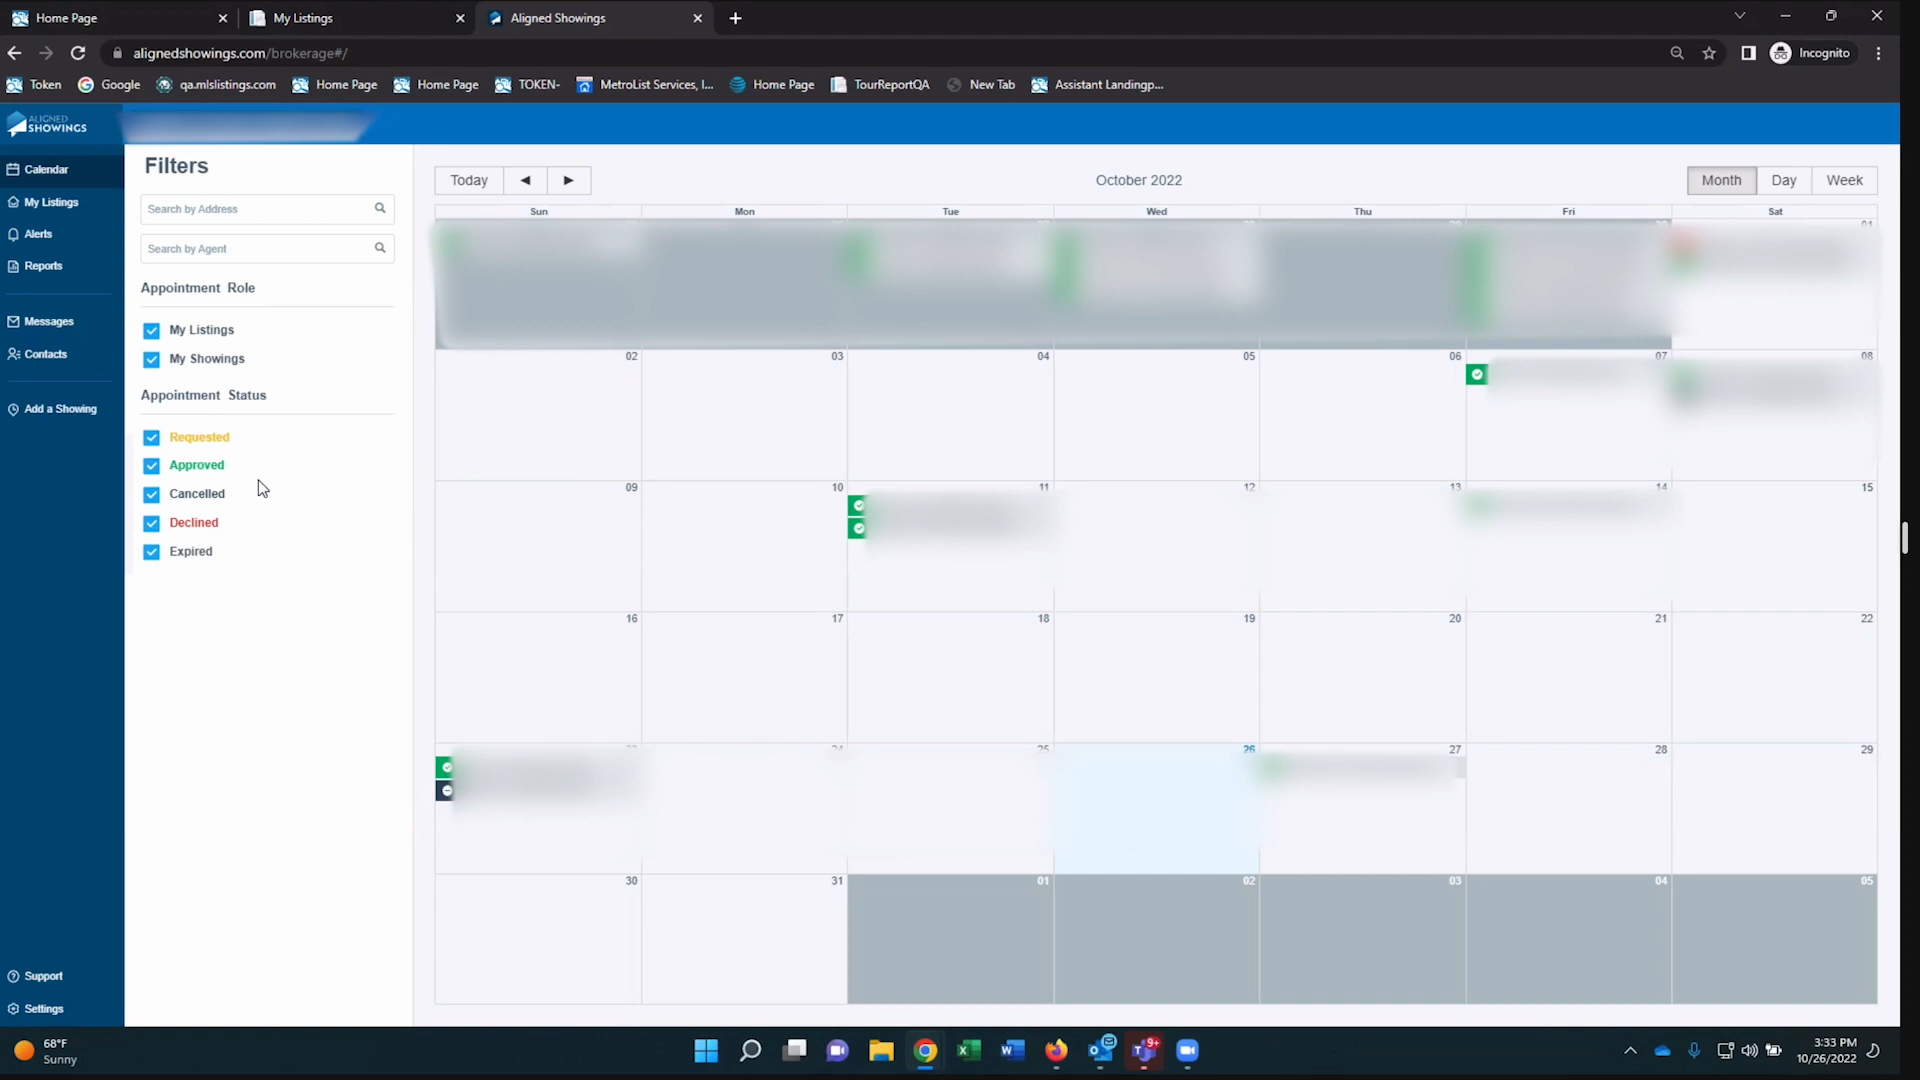 Home Page
My Listings
Aligned Showings
alignedshowings.com/brokerage#/
Incognito
Token
Google
qa.mlslistings.com
Home Page
Home Page
TOKEN-
MetroList Services, I...
Home Page
TourReportQA
New Tab
Assistant Landingp...
ALIGNED
SHOWINGS
Calendar
My Listings
Alerts
Reports
Messages
Contacts
Add a Showing
Support
Settings
Filters
Search by Address
Search by Agent
Appointment Role
My Listings
My Showings
Appointment Status
Requested
Approved
Cancelled
Declined
Expired
Today
October 2022
Month Day Week
Sun Mon Tue Wed Thu Fri Sat
01
02 03 04 05 06 07 08
09 10 11 12 13 14 15
16 17 18 19 20 21 22
25 26 27 28 29
30 31 01 02 03 04 05
68°F
Sunny
9+
3:33 PM
10/26/2022